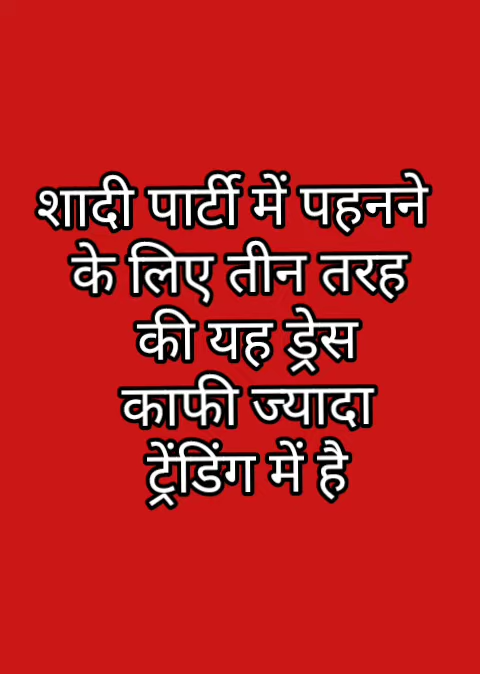 शादी पार्टी में पहनने
के लिए तीन तरह
की यह ड्रेस
काफी ज्यादा
ट्रेंडिंग में है